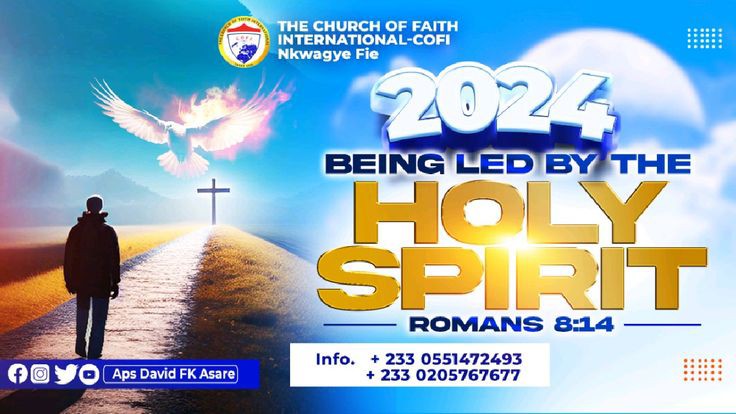 THE CHURCH OF FAITH
INTERNATIONAL-COFI
Nkwagye Fie
COFI
2024
BEING LED BY THE
HOLY
SPIRIT
ROMANS 8:14
Info. + 233 0551472493
+ 233 0205767677
Aps David FK Asare